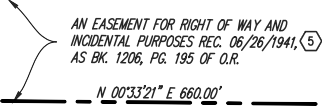 AN EASEMENT FOR RIGHT OF WAY AND
INCIDENTAL PURPOSES REC. 06/26/1941, 5
AS BK. 1206, PG. 195 OF O.R.
N 00°33'21" E 660.00'